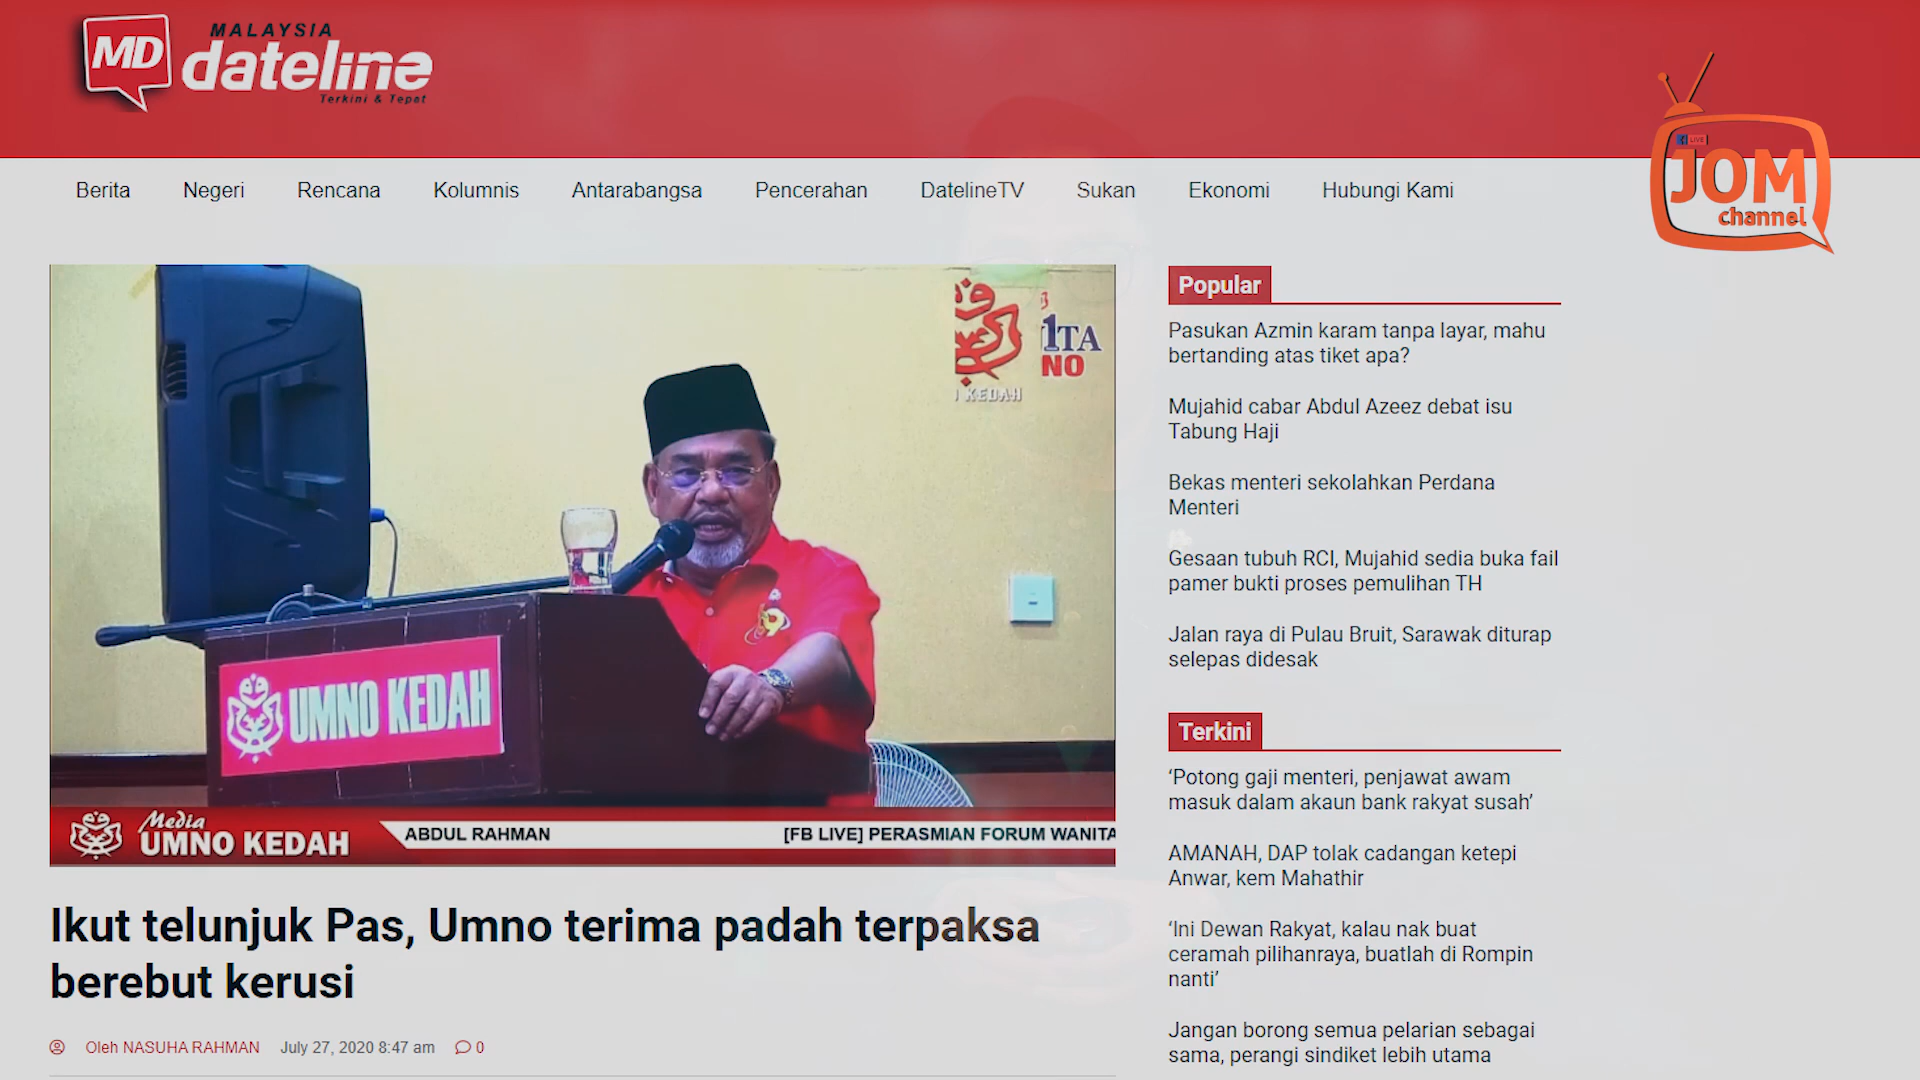 MD
MALAYSIA
dateline
Terkini & Tepat
LIVE
JOM
channel
Berita Negeri Rencana Kolumnis Antarabangsa Pencerahan DatelineTV Sukan Ekonomi Hubungi Kami
1TA
NO
KEDAH
UMNO KEDAH
Media
UMNO KEDAH
ABDUL RAHMAN
[FB LIVE] PERASMIAN FORUM WANITA
Ikut telunjuk Pas, Umno terima padah terpaksa
berebut kerusi
Oleh NASUHA RAHMAN July 27, 2020 8:47 am 0
Popular
Pasukan Azmin karam tanpa layar, mahu
bertanding atas tiket apa?
Mujahid cabar Abdul Azeez debat isu
Tabung Haji
Bekas menteri sekolahkan Perdana
Menteri
Gesaan tubuh RCI, Mujahid sedia buka fail
pamer bukti proses pemulihan TH
Jalan raya di Pulau Bruit, Sarawak diturap
selepas didesak
Terkini
‘Potong gaji menteri, penjawat awam
masuk dalam akaun bank rakyat susah’
AMANAH, DAP tolak cadangan ketepi
Anwar, kem Mahathir
‘Ini Dewan Rakyat, kalau nak buat
ceramah pilihanraya, buatlah di Rompin
nanti’
Jangan borong semua pelarian sebagai
sama, perangi sindiket lebih utama